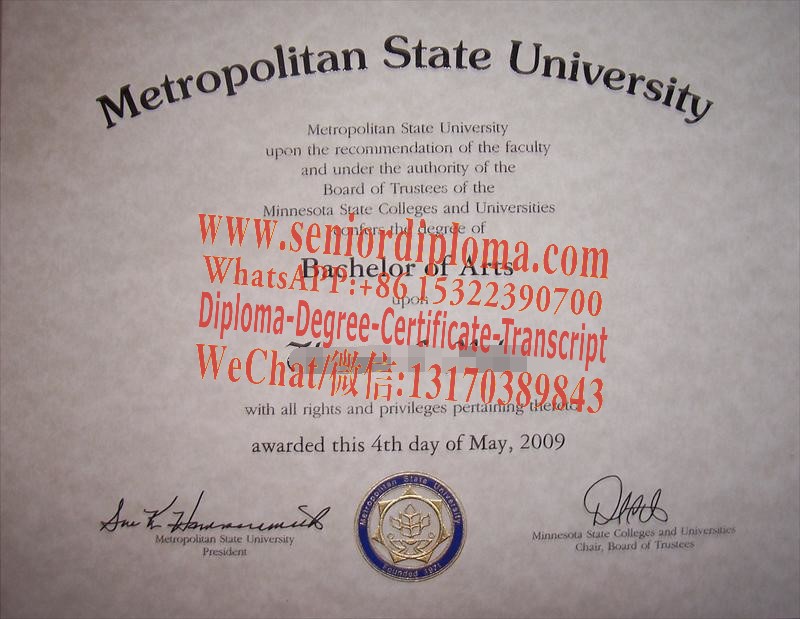 Metropolitan State University
Metropolitan State University
upon the recommendation of the faculty
and under the authority of the
Board of Trustees of the
Minnesota State Colleges and Universities
confers the degree of
www.seniordiploma.com
Bachelor of Arts
WhatsAPP:+86 15322390700
upon
Diploma-Degree-Certificate-Transcript
WeChat/微信:13170389843
with all rights and privileges pertaining thereto
awarded this 4th day of May, 2009
Metropolitan State University
Founded 1971
Metropolitan State University
President
Minnesota State Colleges and Universities
Chair, Board of Trustees